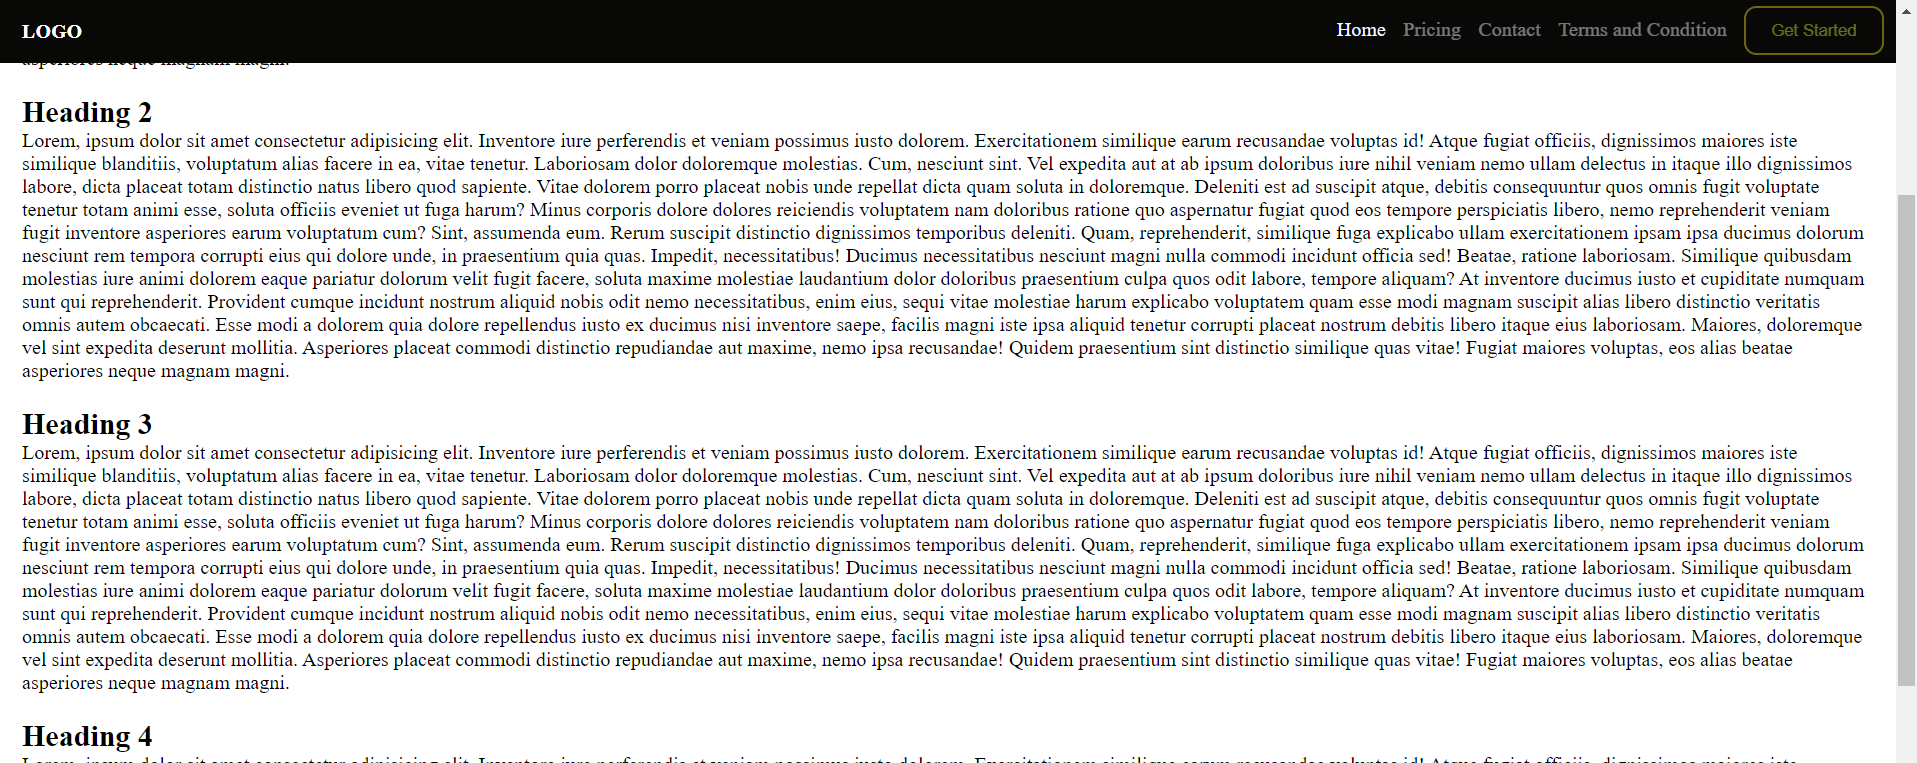 LOGO
Home Pricing Contact Terms and Condition Get Started
asperiores neque magnam magni.
Heading 2
Lorem, ipsum dolor sit amet consectetur adipisicing elit. Inventore iure perferendis et veniam possimus iusto dolorem. Exercitationem similique earum recusandae voluptas id! Atque fugiat officiis, dignissimos maiores iste
similique blanditiis, voluptatum alias facere in ea, vitae tenetur. Laboriosam dolor doloremque molestias. Cum, nesciunt sint. Vel expedita aut at ab ipsum doloribus iure nihil veniam nemo ullam delectus in itaque illo dignissimos
labore, dicta placeat totam distinctio natus libero quod sapiente. Vitae dolorem porro placeat nobis unde repellat dicta quam soluta in doloremque. Deleniti est ad suscipit atque, debitis consequuntur quos omnis fugit voluptate
tenetur totam animi esse, soluta officiis eveniet ut fuga harum? Minus corporis dolore dolores reiciendis voluptatem nam doloribus ratione quo aspernatur fugiat quod eos tempore perspiciatis libero, nemo reprehenderit veniam
fugit inventore asperiores earum voluptatum cum? Sint, assumenda eum. Rerum suscipit distinctio dignissimos temporibus deleniti. Quam, reprehenderit, similique fuga explicabo ullam exercitationem ipsam ipsa ducimus dolorum
nesciunt rem tempora corrupti eius qui dolore unde, in praesentium quia quas. Impedit, necessitatibus! Ducimus necessitatibus nesciunt magni nulla commodi incidunt officia sed! Beatae, ratione laboriosam. Similique quibusdam
molestias iure animi dolorem eaque pariatur dolorum velit fugit facere, soluta maxime molestiae laudantium dolor doloribus praesentium culpa quos odit labore, tempore aliquam? At inventore ducimus iusto et cupiditate numquam
sunt qui reprehenderit. Provident cumque incidunt nostrum aliquid nobis odit nemo necessitatibus, enim eius, sequi vitae molestiae harum explicabo voluptatem quam esse modi magnam suscipit alias libero distinctio veritatis
omnis autem obcaecati. Esse modi a dolorem quia dolore repellendus iusto ex ducimus nisi inventore saepe, facilis magni iste ipsa aliquid tenetur corrupti placeat nostrum debitis libero itaque eius laboriosam. Maiores, doloremque
vel sint expedita deserunt mollitia. Asperiores placeat commodi distinctio repudiandae aut maxime, nemo ipsa recusandae! Quidem praesentium sint distinctio similique quas vitae! Fugiat maiores voluptas, eos alias beatae
asperiores neque magnam magni.
Heading 3
Lorem, ipsum dolor sit amet consectetur adipisicing elit. Inventore iure perferendis et veniam possimus iusto dolorem. Exercitationem similique earum recusandae voluptas id! Atque fugiat officiis, dignissimos maiores iste
similique blanditiis, voluptatum alias facere in ea, vitae tenetur. Laboriosam dolor doloremque molestias. Cum, nesciunt sint. Vel expedita aut at ab ipsum doloribus iure nihil veniam nemo ullam delectus in itaque illo dignissimos
labore, dicta placeat totam distinctio natus libero quod sapiente. Vitae dolorem porro placeat nobis unde repellat dicta quam soluta in doloremque. Deleniti est ad suscipit atque, debitis consequuntur quos omnis fugit voluptate
tenetur totam animi esse, soluta officiis eveniet ut fuga harum? Minus corporis dolore dolores reiciendis voluptatem nam doloribus ratione quo aspernatur fugiat quod eos tempore perspiciatis libero, nemo reprehenderit veniam
fugit inventore asperiores earum voluptatum cum? Sint, assumenda eum. Rerum suscipit distinctio dignissimos temporibus deleniti. Quam, reprehenderit, similique fuga explicabo ullam exercitationem ipsam ipsa ducimus dolorum
nesciunt rem tempora corrupti eius qui dolore unde, in praesentium quia quas. Impedit, necessitatibus! Ducimus necessitatibus nesciunt magni nulla commodi incidunt officia sed! Beatae, ratione laboriosam. Similique quibusdam
molestias iure animi dolorem eaque pariatur dolorum velit fugit facere, soluta maxime molestiae laudantium dolor doloribus praesentium culpa quos odit labore, tempore aliquam? At inventore ducimus iusto et cupiditate numquam
sunt qui reprehenderit. Provident cumque incidunt nostrum aliquid nobis odit nemo necessitatibus, enim eius, sequi vitae molestiae harum explicabo voluptatem quam esse modi magnam suscipit alias libero distinctio veritatis
omnis autem obcaecati. Esse modi a dolorem quia dolore repellendus iusto ex ducimus nisi inventore saepe, facilis magni iste ipsa aliquid tenetur corrupti placeat nostrum debitis libero itaque eius laboriosam. Maiores, doloremque
vel sint expedita deserunt mollitia. Asperiores placeat commodi distinctio repudiandae aut maxime, nemo ipsa recusandae! Quidem praesentium sint distinctio similique quas vitae! Fugiat maiores voluptas, eos alias beatae
asperiores neque magnam magni.
Heading 4